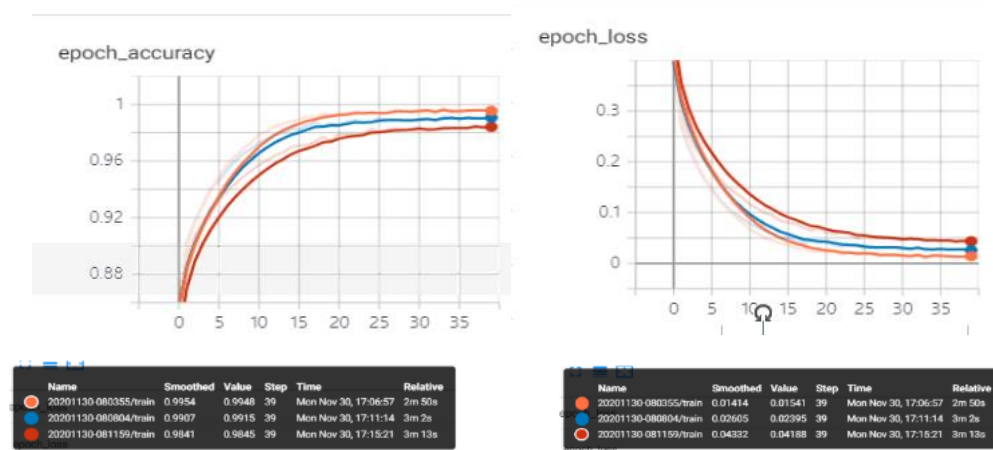 epoch_accuracy
1
0.96
0.92
0.88
0 5 10 15 20 25 30 35
Name Smoothed Value Step Time Relative
20201130-080355/train 0.9954 0.9948 39 Mon Nov 30, 17:06:57 2m 50s
20201130-080804/train 0.9907 0.9915 39 Mon Nov 30, 17:11:14 3m 2s
20201130-081159/train 0.9841 0.9845 39 Mon Nov 30, 17:15:21 3m 13s
epoch_loss
epoch_loss
0.3
0.2
0.1
0
0 5 10 15 20 25 30 35
Name Smoothed Value Step Time Relative
20201130-080355/train 0.01414 0.01541 39 Mon Nov 30, 17:06:57 2m 50s
20201130-080804/train 0.02605 0.02395 39 Mon Nov 30, 17:11:14 3m 2s
20201130-081159/train 0.04332 0.04188 39 Mon Nov 30, 17:15:21 3m 13s